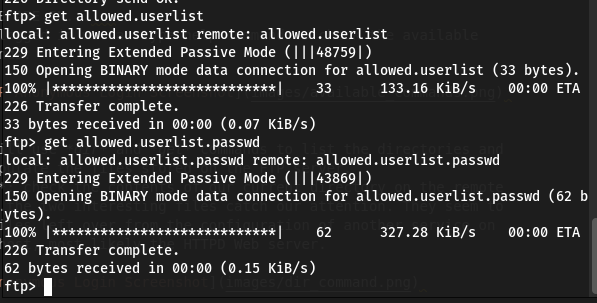 226 Directory send OK.
ftp> get allowed.userlist
local: allowed.userlist remote: allowed.userlist
229 Entering Extended Passive Mode (|||48759|)
150 Opening BINARY mode data connection for allowed.userlist (33 bytes).
100% |*****************************| 33 133.16 KiB/s 00:00 ETA
226 Transfer complete.
33 bytes received in 00:00 (0.07 KiB/s)
ftp> get allowed.userlist.passwd
local: allowed.userlist.passwd remote: allowed.userlist.passwd
229 Entering Extended Passive Mode (|||43869|)
150 Opening BINARY mode data connection for allowed.userlist.passwd (62 b
ytes).
100% |*****************************| 62 327.28 KiB/s 00:00 ETA
226 Transfer complete.
62 bytes received in 00:00 (0.15 KiB/s)
ftp>